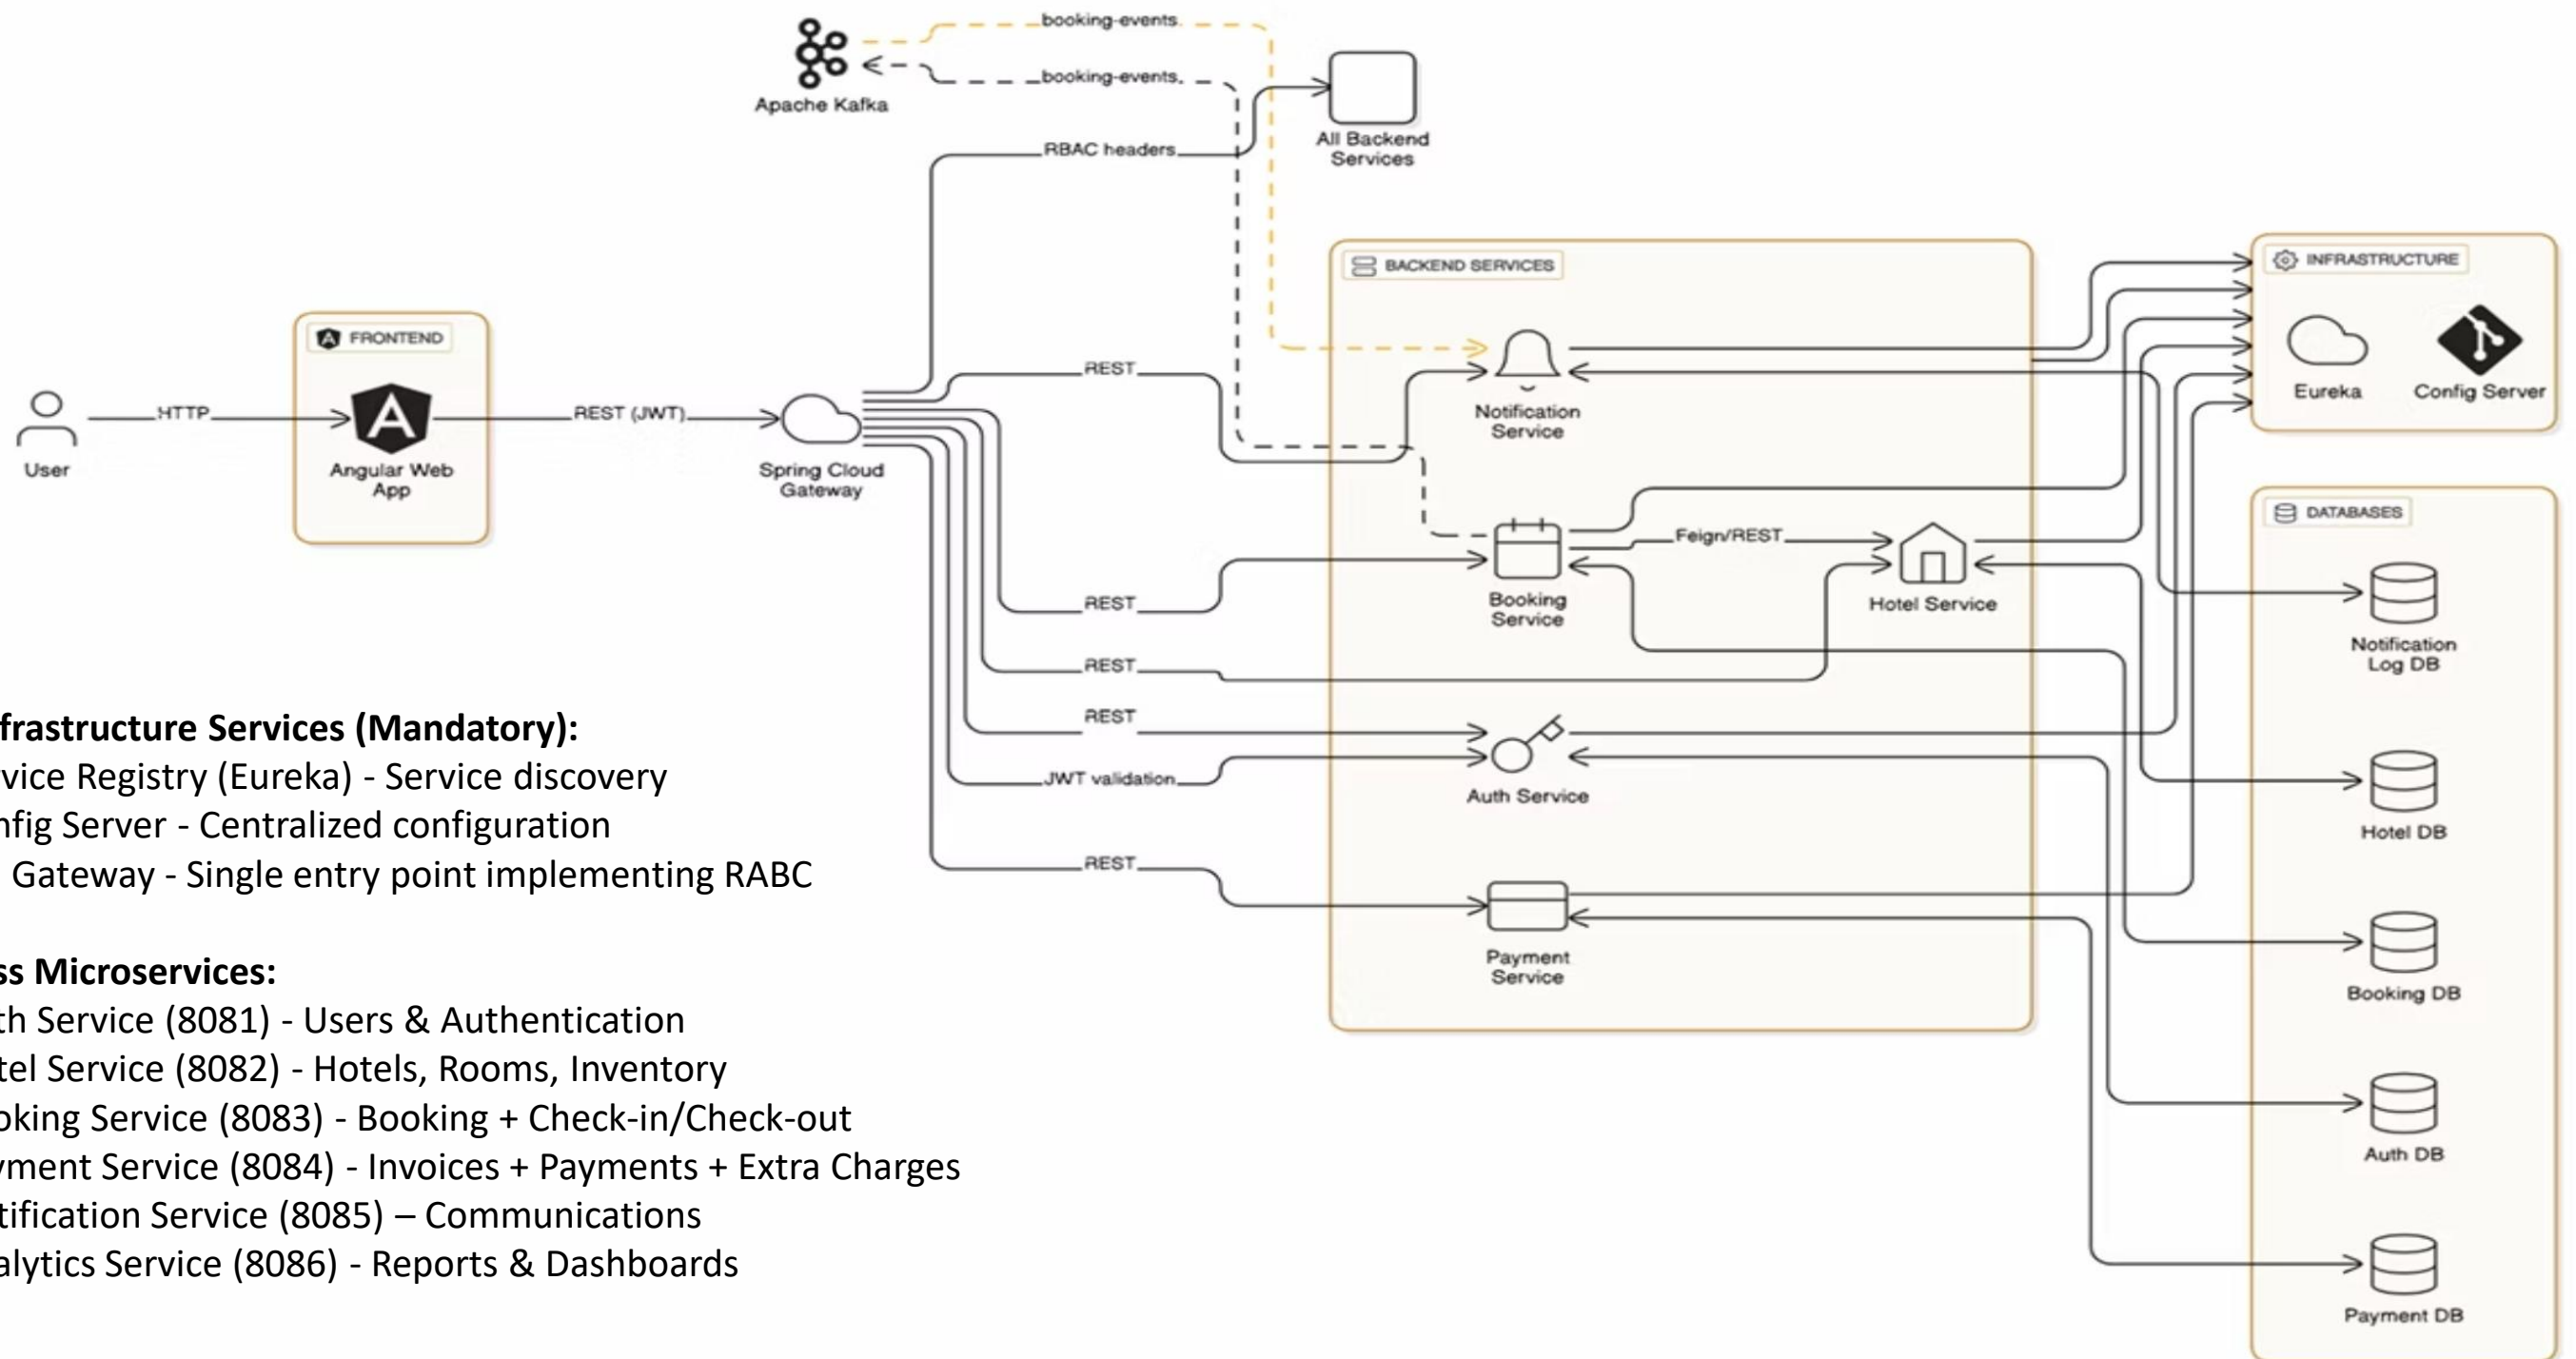 booking-events
booking-events
Apache Kafka
RBAC headers
All Backend
Services
BACKEND SERVICES
INFRASTRUCTURE
Eureka
Config Server
FRONTEND
HTTP
REST (JWT)
User
Angular Web
App
Spring Cloud
Gateway
REST
Notification
Service
DATABASES
Feign/REST
Booking
Service
Hotel Service
REST
REST
REST
JWT validation
Auth Service
REST
Payment
Service
Notification
Log DB
Hotel DB
Booking DB
Auth DB
Payment DB
frastructure Services (Mandatory):
vice Registry (Eureka) - Service discovery
nfig Server - Centralized configuration
Gateway - Single entry point implementing RABC
ss Microservices:
th Service (8081) - Users & Authentication
tel Service (8082) - Hotels, Rooms, Inventory
oking Service (8083) - Booking + Check-in/Check-out
yment Service (8084) - Invoices + Payments + Extra Charges
tification Service (8085) – Communications
alytics Service (8086) - Reports & Dashboards